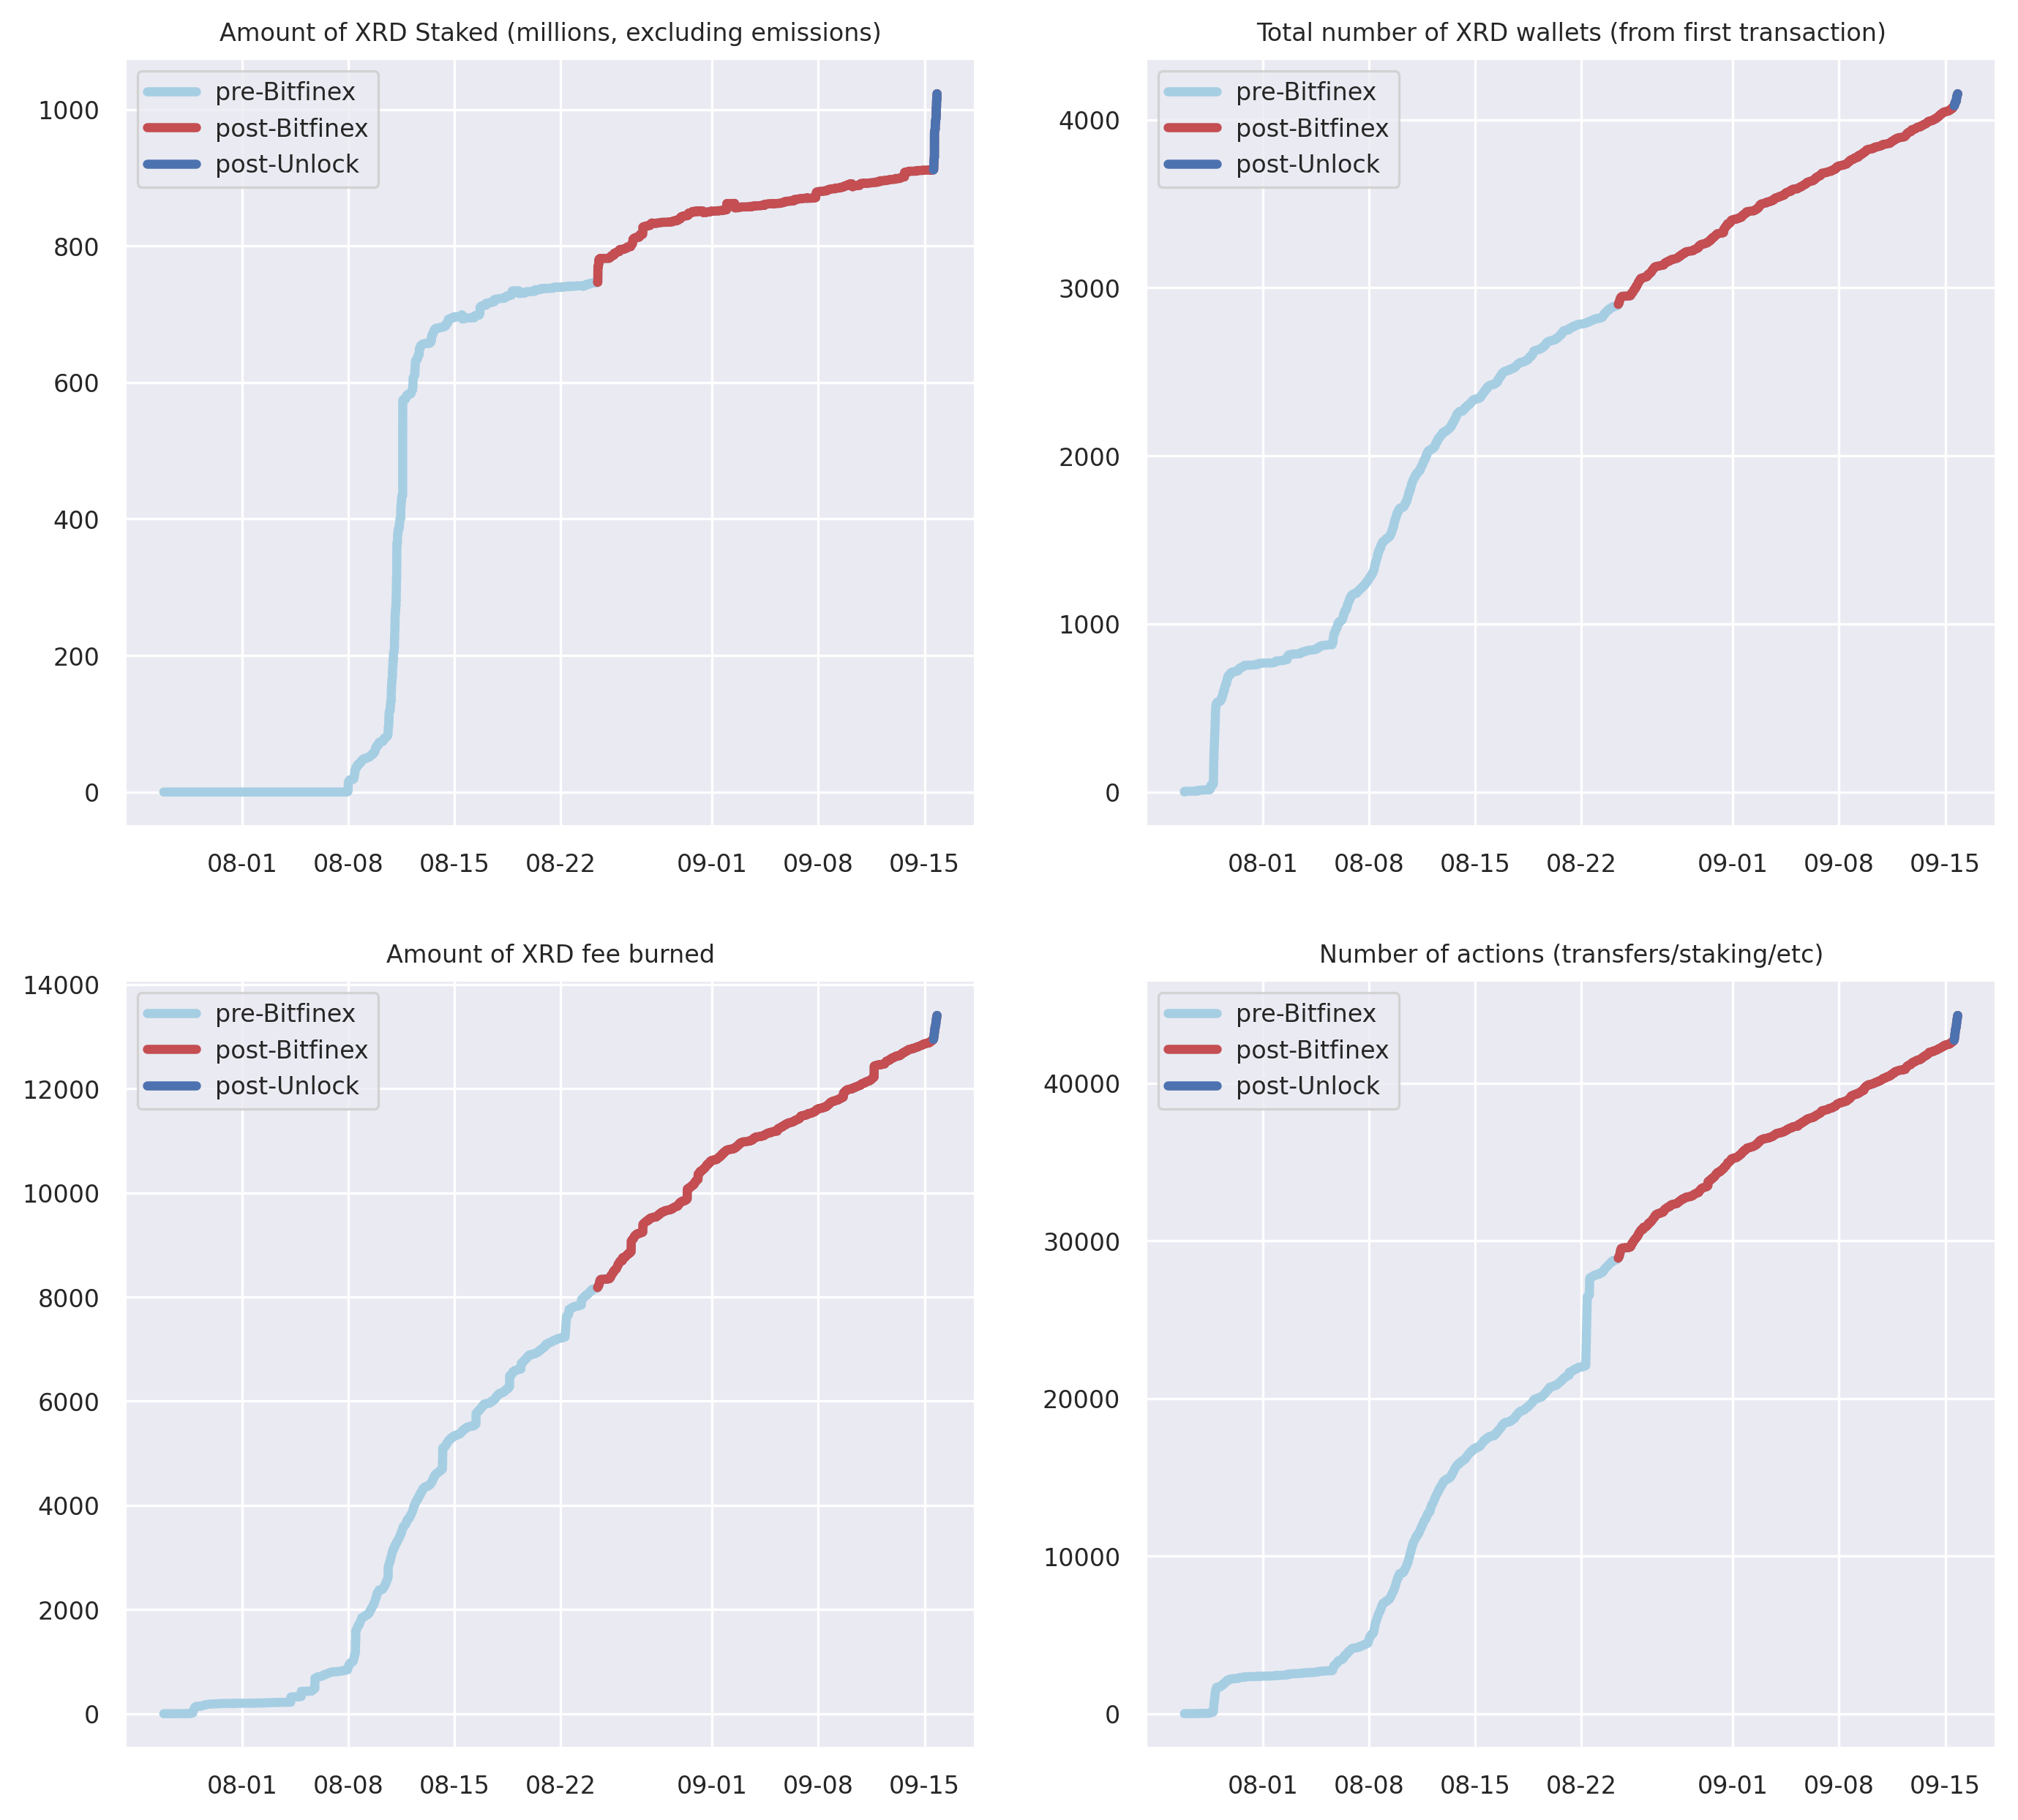 Amount of XRD Staked (millions, excluding emissions)
pre-Bitfinex
post-Bitfinex
post-Unlock
1000
800
600
400
200
0
08-01 08-08 08-15 08-22 09-01 09-08 09-15
Total number of XRD wallets (from first transaction)
pre-Bitfinex
post-Bitfinex
post-Unlock
4000
3000
2000
1000
0
08-01 08-08 08-15 08-22 09-01 09-08 09-15
Amount of XRD fee burned
pre-Bitfinex
post-Bitfinex
post-Unlock
14000
12000
10000
8000
6000
4000
2000
0
08-01 08-08 08-15 08-22 09-01 09-08 09-15
Number of actions (transfers/staking/etc)
pre-Bitfinex
post-Bitfinex
post-Unlock
40000
30000
20000
10000
0
08-01 08-08 08-15 08-22 09-01 09-08 09-15